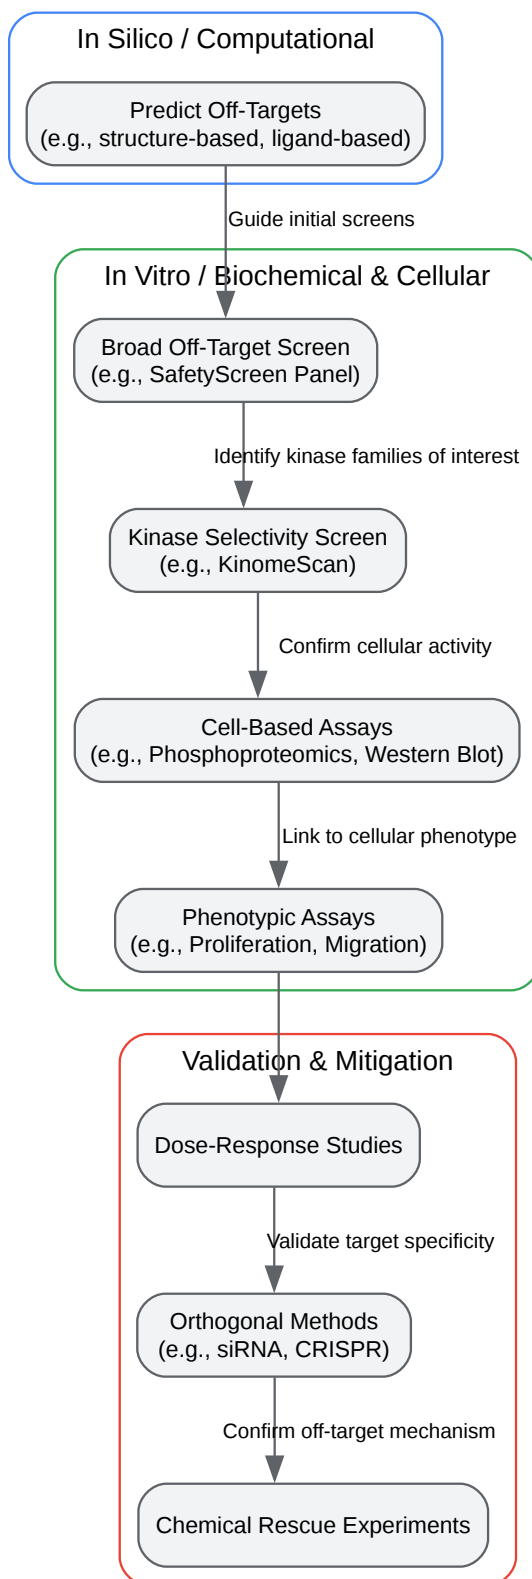 In Silico / Computational
Predict Off-Targets
(e.g., structure-based, ligand-based)
Guide initial screens
In Vitro / Biochemical & Cellular
Broad Off-Target Screen
(e.g., SafetyScreen Panel)
Identify kinase families of interest
Kinase Selectivity Screen
(e.g., KinomeScan)
Confirm cellular activity
Cell-Based Assays
(e.g., Phosphoproteomics, Western Blot)
Link to cellular phenotype
Phenotypic Assays
(e.g., Proliferation, Migration)
Validation & Mitigation
Dose-Response Studies
Validate target specificity
Orthogonal Methods
(e.g., siRNA, CRISPR)
Confirm off-target mechanism
Chemical Rescue Experiments